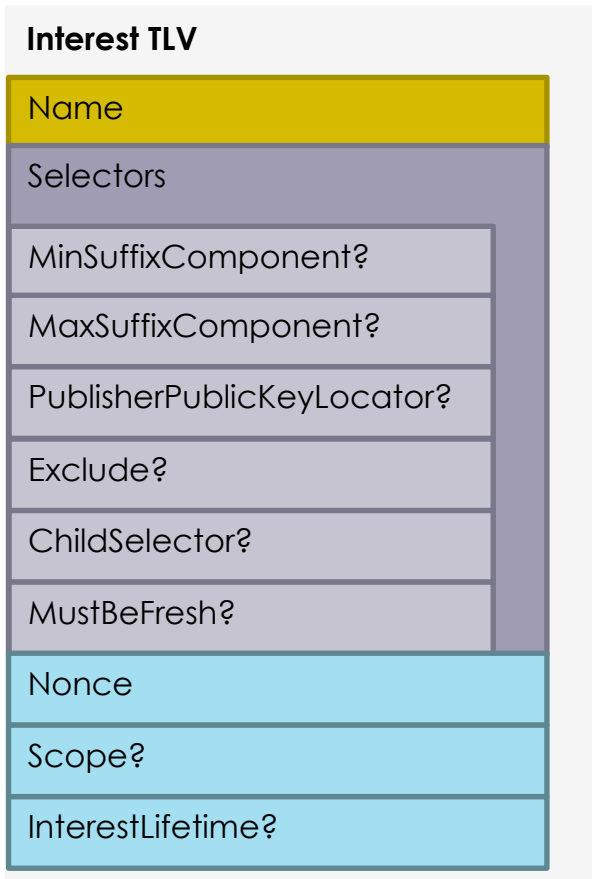 Interest TLV
Name
Selectors
MinSuffixComponent?
MaxSuffixComponent?
PublisherPublicKeyLocator?
Exclude?
ChildSelector?
MustBeFresh?
Nonce
Scope?
InterestLifetime?